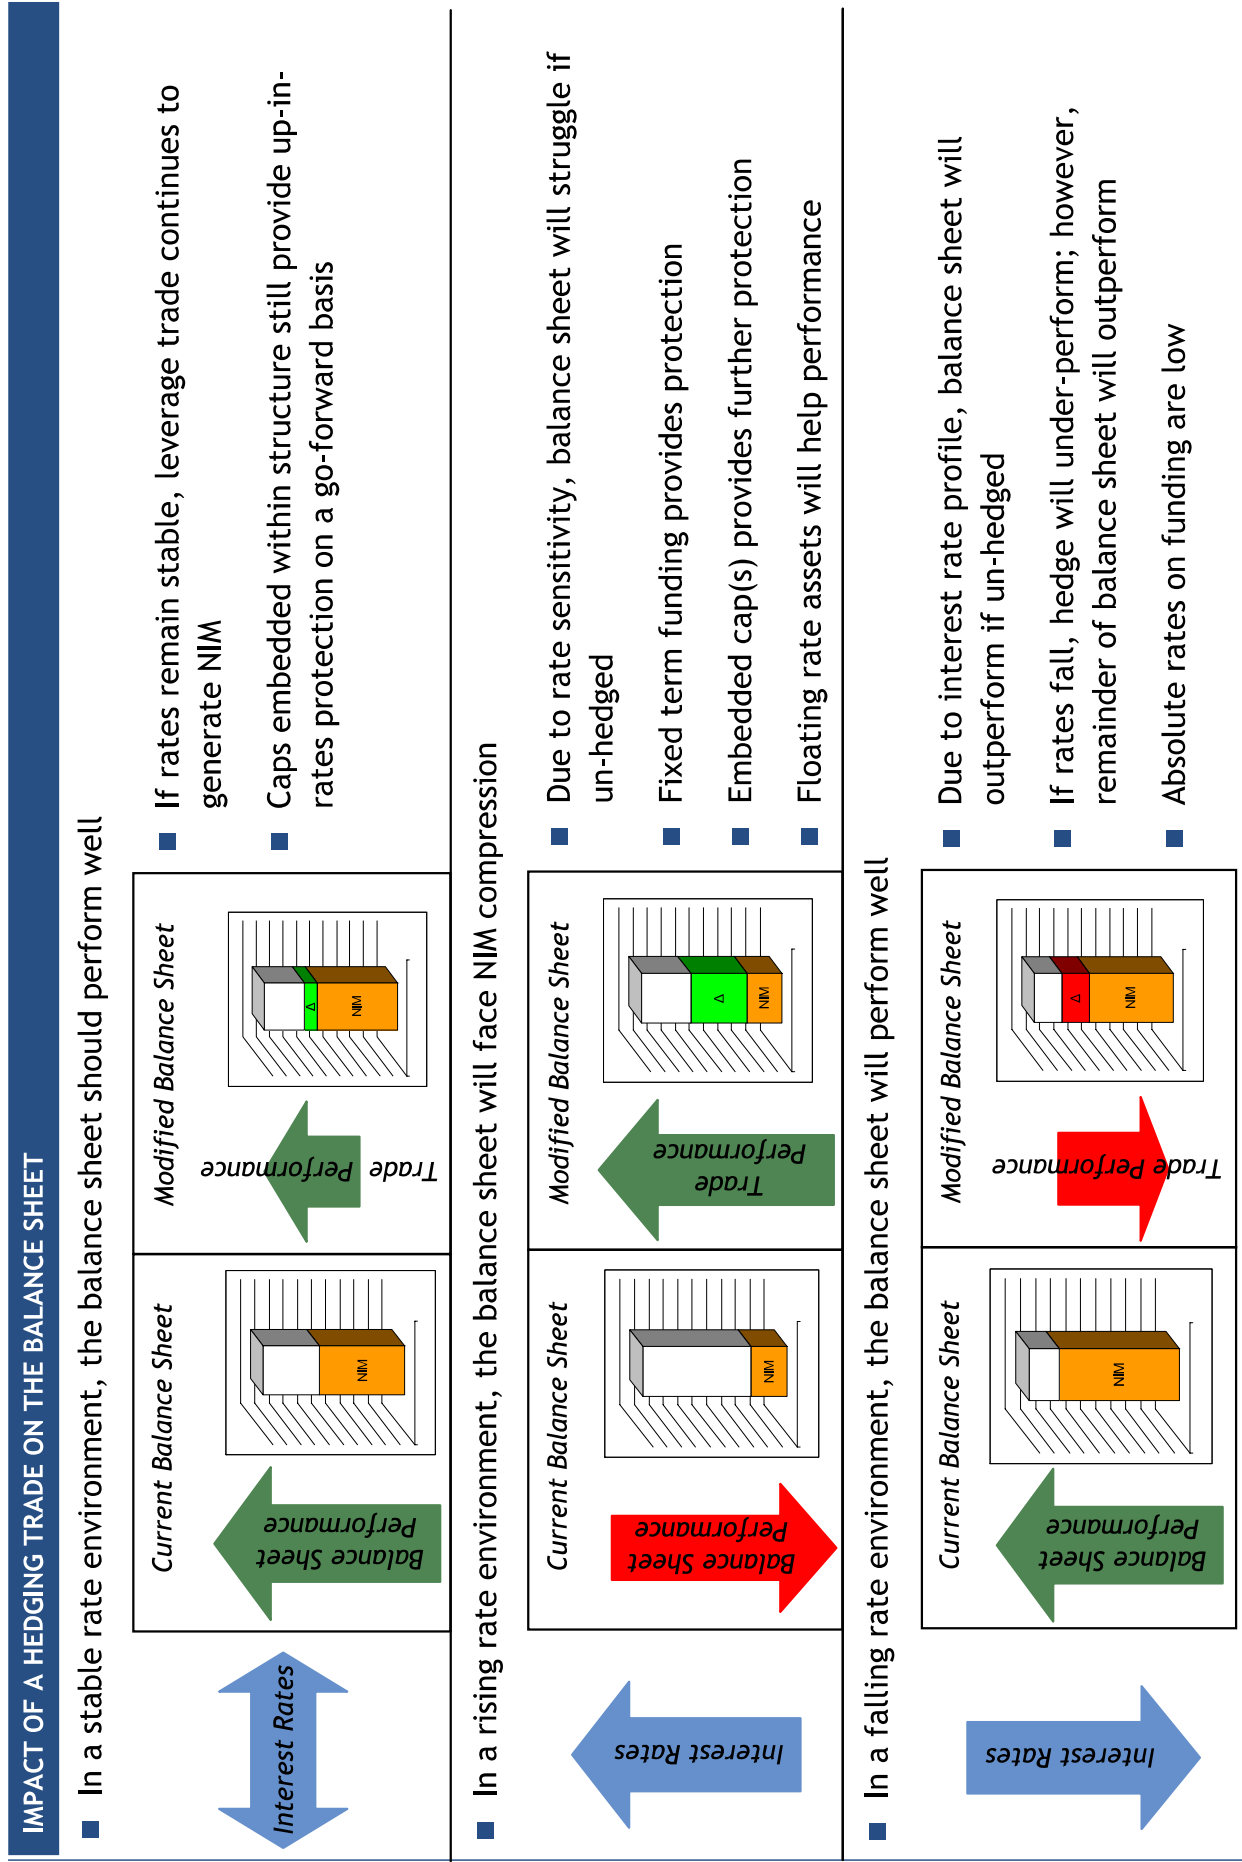 IMPACT OF A HEDGING TRADE ON THE BALANCE SHEET
In a stable rate environment, the balance sheet should perform well
Interest Rates
Current Balance Sheet
Balance Sheet
Performance
NIM
Modified Balance Sheet
Trade Performance
Δ
NIM
If rates remain stable, leverage trade continues to
generate NIM
Caps embedded within structure still provide up-in-
rates protection on a go-forward basis
In a rising rate environment, the balance sheet will face NIM compression
Interest Rates
Current Balance Sheet
Balance Sheet
Performance
NIM
Modified Balance Sheet
Trade
Performance
Δ
NIM
Due to rate sensitivity, balance sheet will struggle if
un-hedged
Fixed term funding provides protection
Embedded cap(s) provides further protection
Floating rate assets will help performance
In a falling rate environment, the balance sheet will perform well
Interest Rates
Current Balance Sheet
Balance Sheet
Performance
NIM
Modified Balance Sheet
Trade Performance
Δ
NIM
Due to interest rate profile, balance sheet will
outperform if un-hedged
If rates fall, hedge will under-perform; however,
remainder of balance sheet will outperform
Absolute rates on funding are low